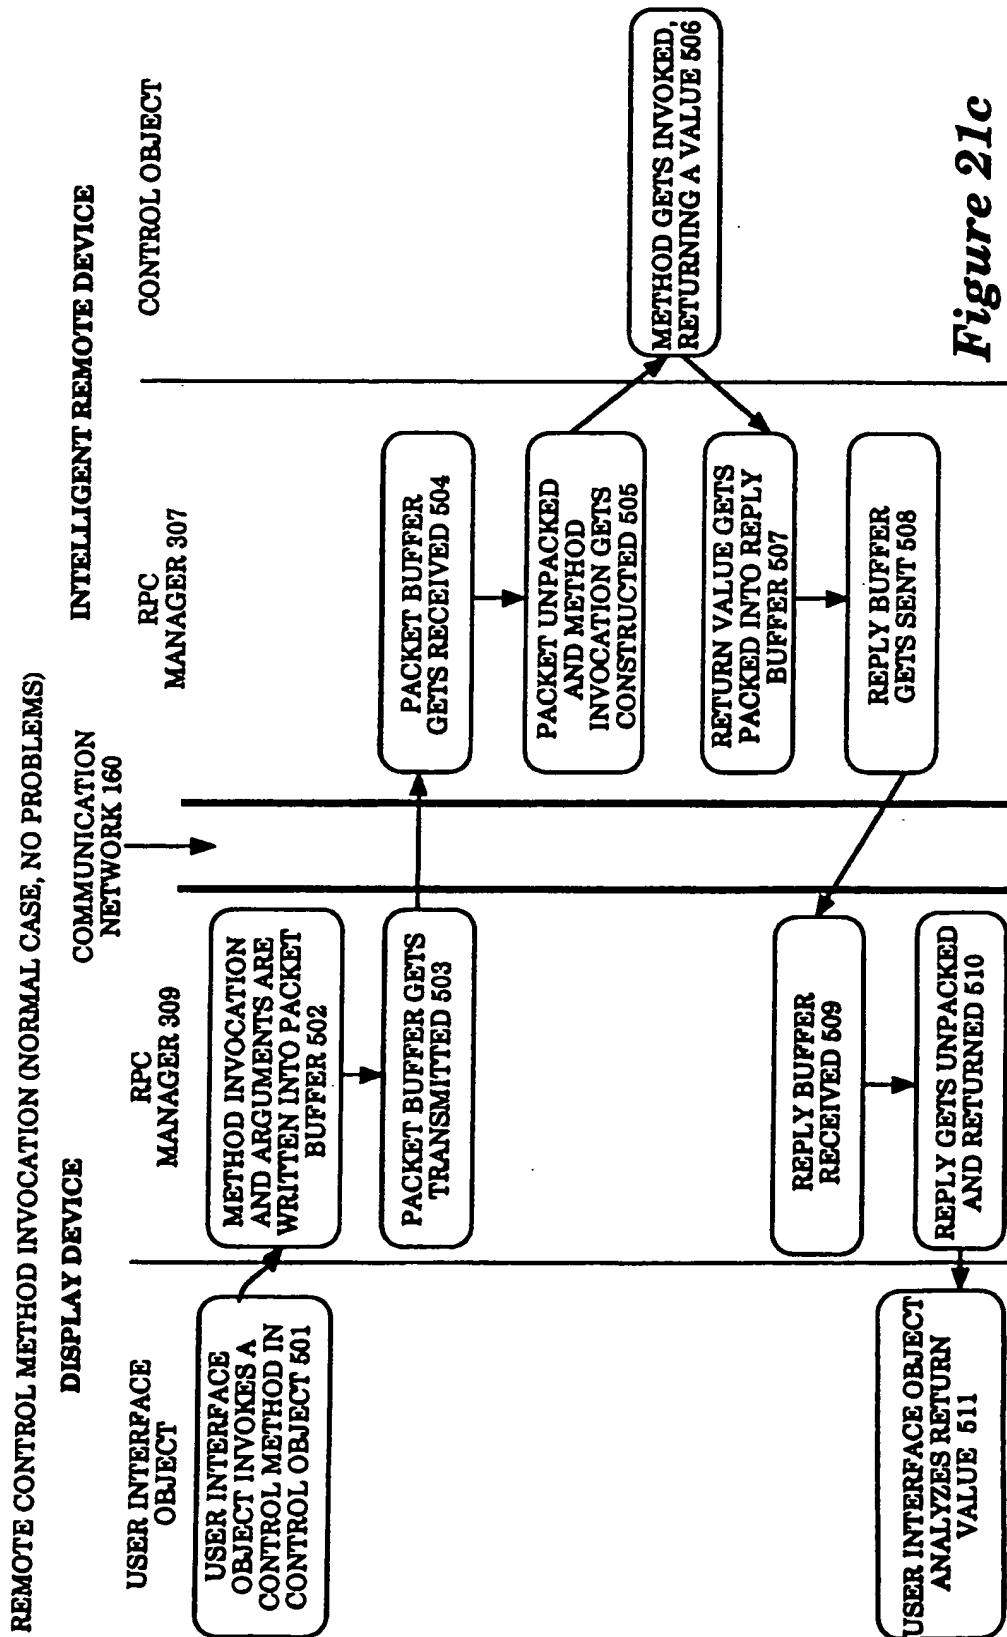 REMOTE CONTROL METHOD INVOCATION (NORMAL CASE, NO PROBLEMS)
DISPLAY DEVICE
COMMUNICATION
NETWORK 160
INTELLIGENT REMOTE DEVICE
USER INTERFACE
OBJECT
RPC
MANAGER 309
RPC
MANAGER 307
CONTROL OBJECT
USER INTERFACE
OBJECT INVOKES A
CONTROL METHOD IN
CONTROL OBJECT 501
METHOD INVOCATION
AND ARGUMENTS ARE
WRITTEN INTO PACKET
BUFFER 502
PACKET BUFFER GETS
TRANSMITTED 503
PACKET BUFFER
GETS RECEIVED 504
PACKET UNPACKED
AND METHOD
INVOCATION GETS
CONSTRUCTED 505
METHOD GETS INVOKED,
RETURNING A VALUE 506
RETURN VALUE GETS
PACKED INTO REPLY
BUFFER 507
REPLY BUFFER
GETS SENT 508
REPLY BUFFER
RECEIVED 509
REPLY GETS UNPACKED
AND RETURNED 510
USER INTERFACE OBJECT
ANALYZES RETURN
VALUE 511
Figure 21c